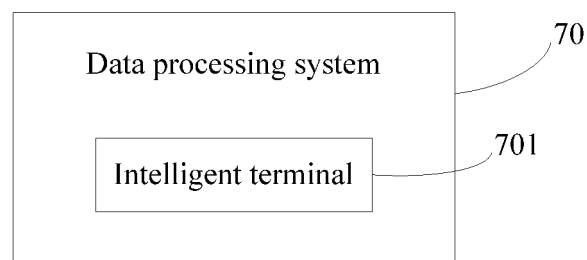 70
Data processing system
701
Intelligent terminal